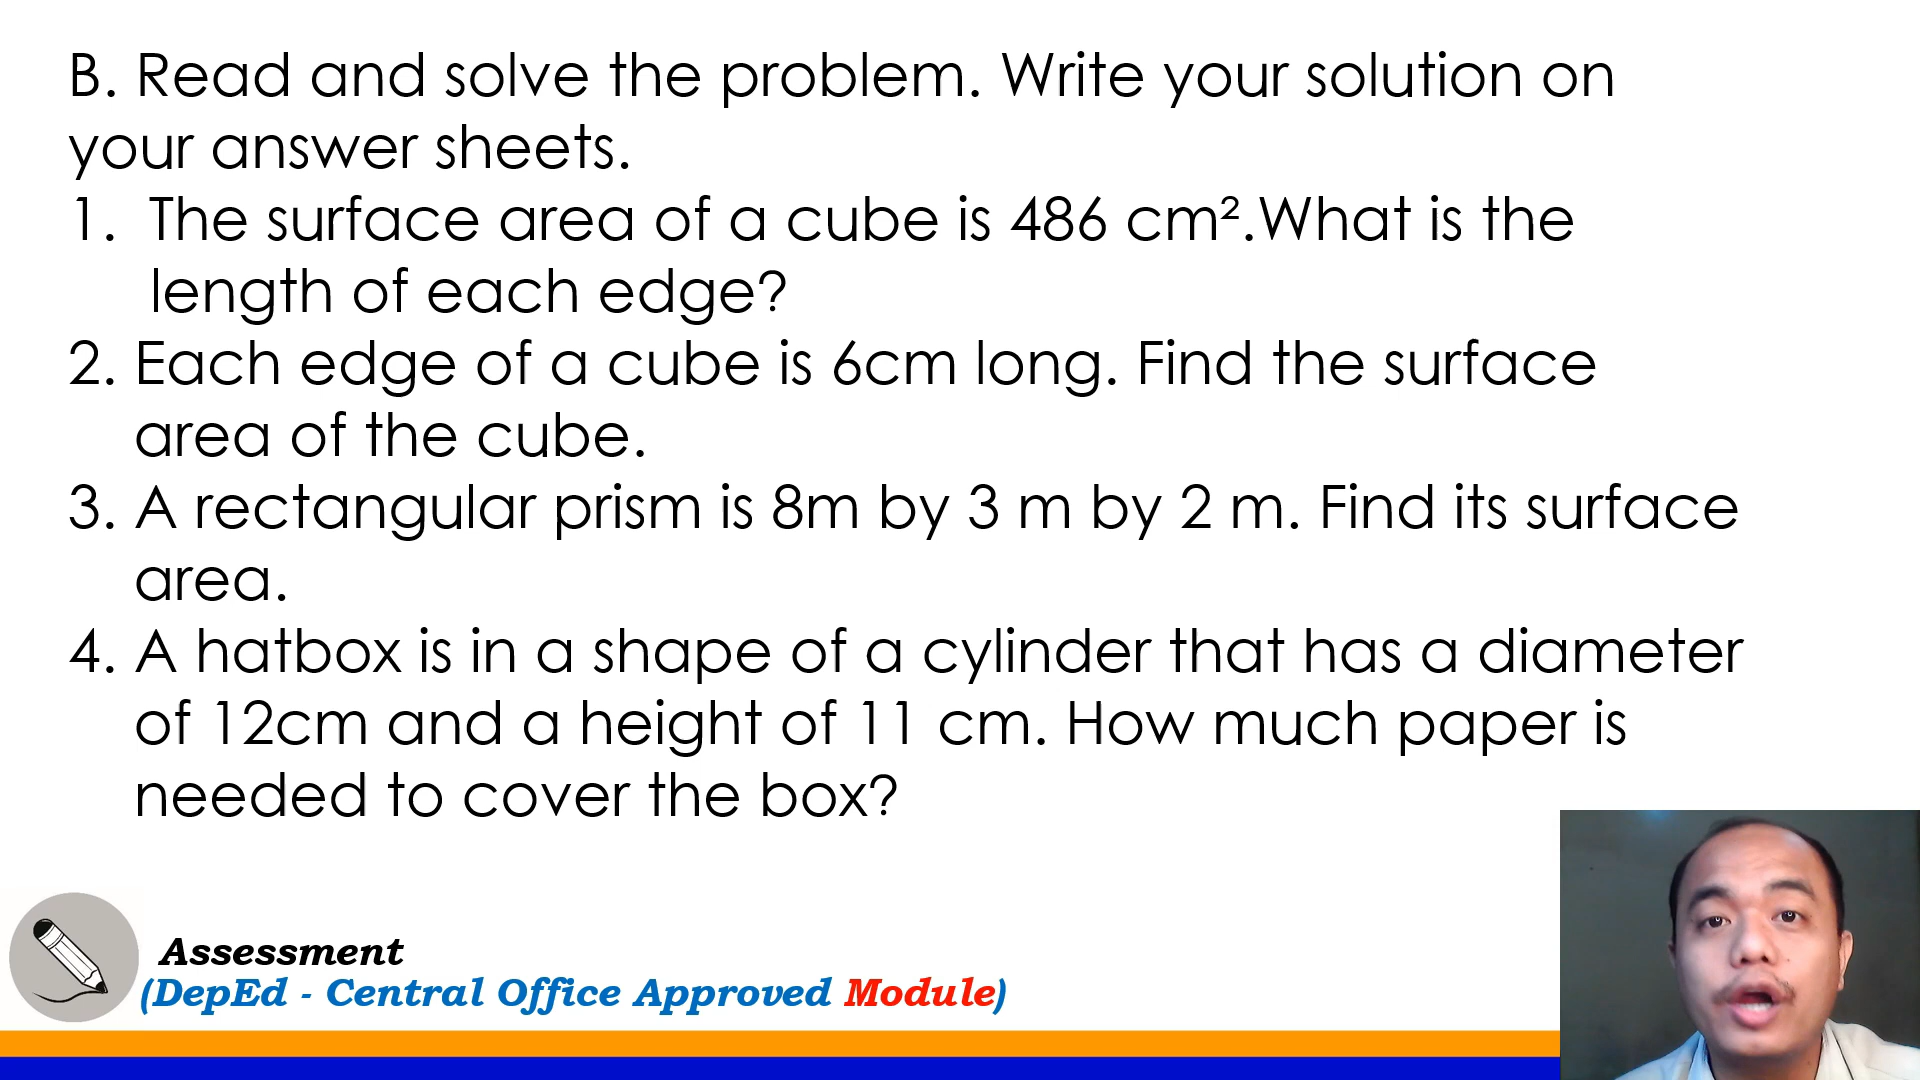 B. Read and solve the problem. Write your solution on
your answer sheets.
1. The surface area of a cube is 486 cm².What is the
length of each edge?
2. Each edge of a cube is 6cm long. Find the surface
area of the cube.
3. A rectangular prism is 8m by 3 m by 2 m. Find its surface
area.
4. A hatbox is in a shape of a cylinder that has a diameter
of 12cm and a height of 11 cm. How much paper is
needed to cover the box?
Assessment
(DepEd - Central Office Approved Module)